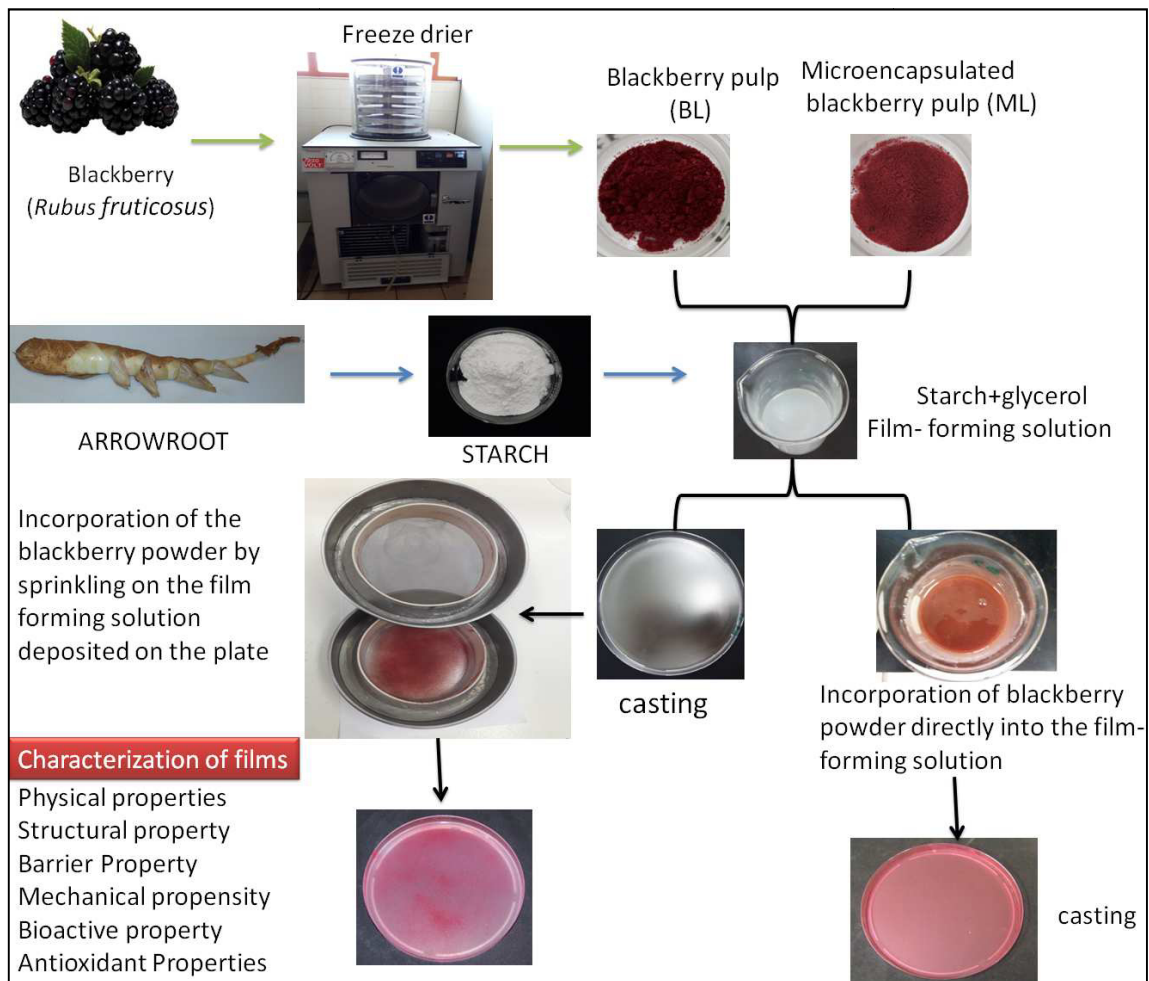 Freeze drier
Blackberry pulp
(BL)
Microencapsulated
blackberry pulp (ML)
Blackberry
(Rubus fruticosus)
ARROWROOT
STARCH
Starch+glycerol
Film- forming solution
Incorporation of the
blackberry powder by
sprinkling on the film
forming solution
deposited on the plate
casting
Incorporation of blackberry
powder directly into the film-
forming solution
Characterization of films
Physical properties
Structural property
Barrier Property
Mechanical propensity
Bioactive property
Antioxidant Properties
casting